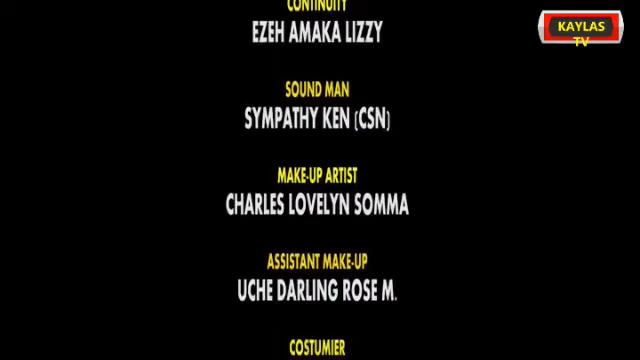 CONTINUITY
EZEH AMAKA LIZZY
KAYLAS
TV
SOUND MAN
SYMPATHY KEN (CSN)
MAKE-UP ARTIST
CHARLES LOVELYN SOMMA
ASSISTANT MAKE-UP
UCHE DARLING ROSE M.
COSTUMIER